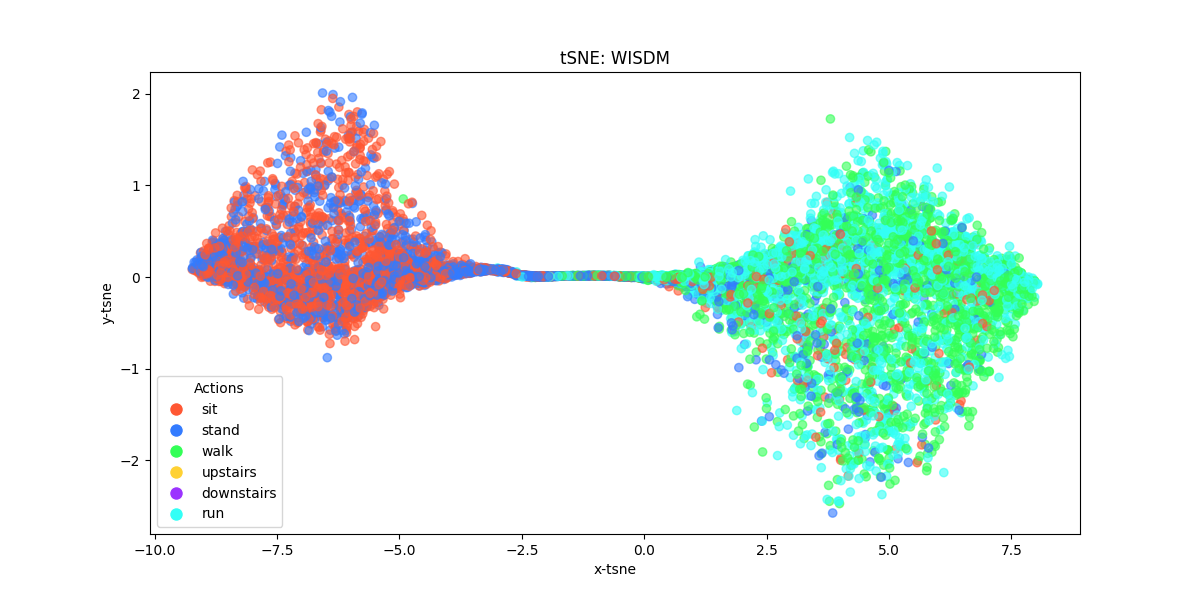 tSNE: WISDM
y-tsne
2
1
0
−1
−2
Actions
sit
stand
walk
upstairs
downstairs
run
−10.0 −7.5 −5.0 −2.5 0.0 2.5 5.0 7.5
x-tsne